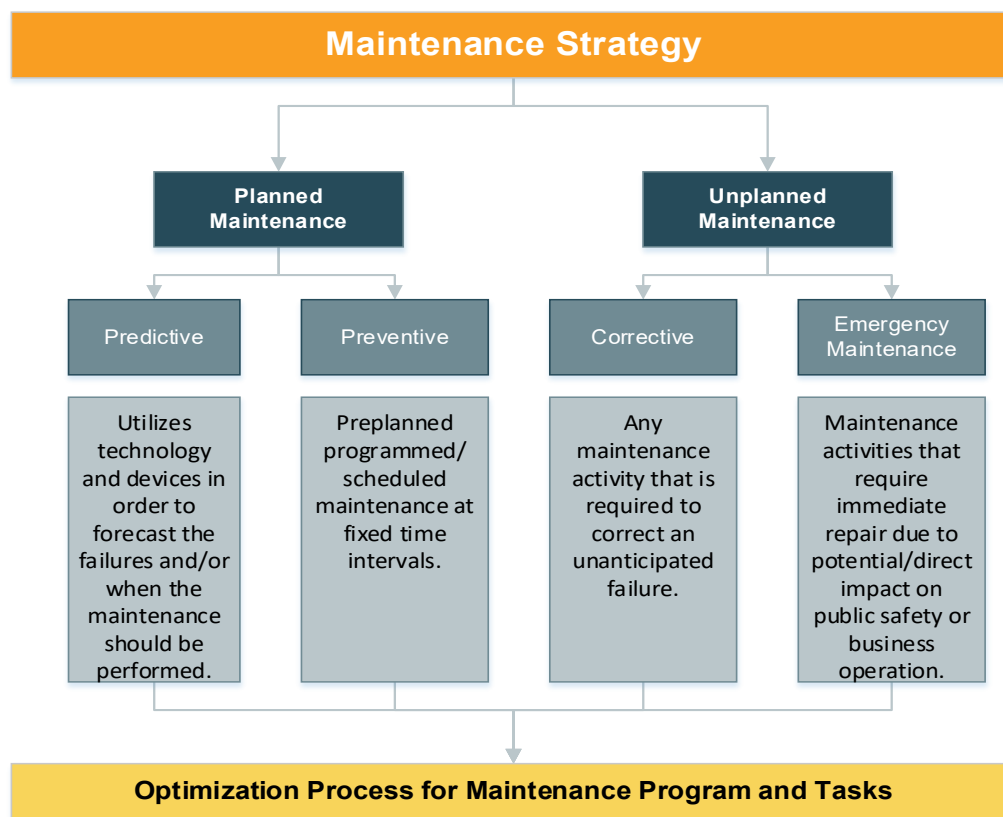 Maintenance Strategy
Planned
Maintenance
Unplanned
Maintenance
Predictive
Preventive
Corrective
Emergency
Maintenance
Utilizes
technology
and devices in
order to
forecast the
failures and/or
when the
maintenance
should be
performed.
Preplanned
programmed/
scheduled
maintenance at
fixed time
intervals.
Any
maintenance
activity that is
required to
correct an
unanticipated
failure.
Maintenance
activities that
require
immediate
repair due to
potential/direct
impact on
public safety or
business
operation.
Optimization Process for Maintenance Program and Tasks